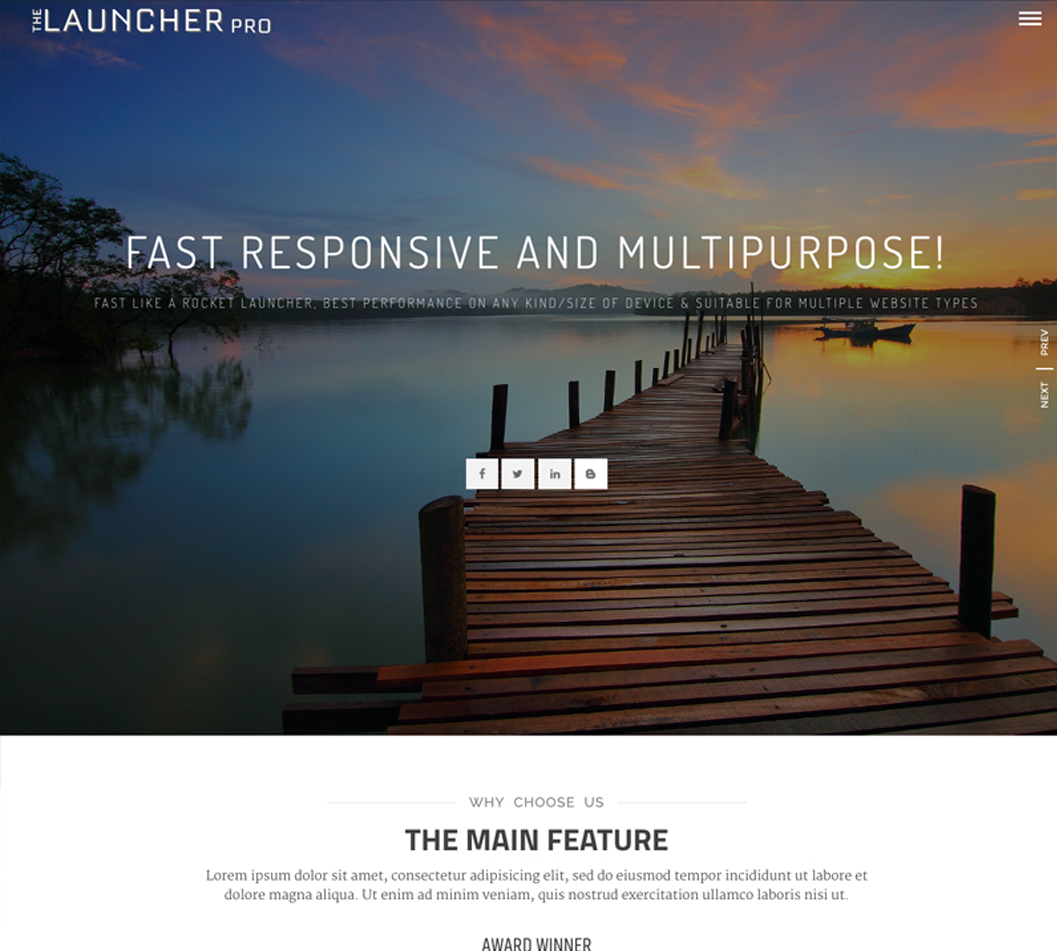 THE LAUNCHER PRO
FAST RESPONSIVE AND MULTIPURPOSE!
FAST LIKE A ROCKET LAUNCHER, BEST PERFORMANCE ON ANY KIND/SIZE OF DEVICE & SUITABLE FOR MULTIPLE WEBSITE TYPES
PREV
NEXT
WHY CHOOSE US
THE MAIN FEATURE
Lorem ipsum dolor sit amet, consectetur adipisicing elit, sed do eiusmod tempor incididunt ut labore et
dolore magna aliqua. Ut enim ad minim veniam, quis nostrud exercitation ullamco laboris nisi ut.
AWARD WINNER